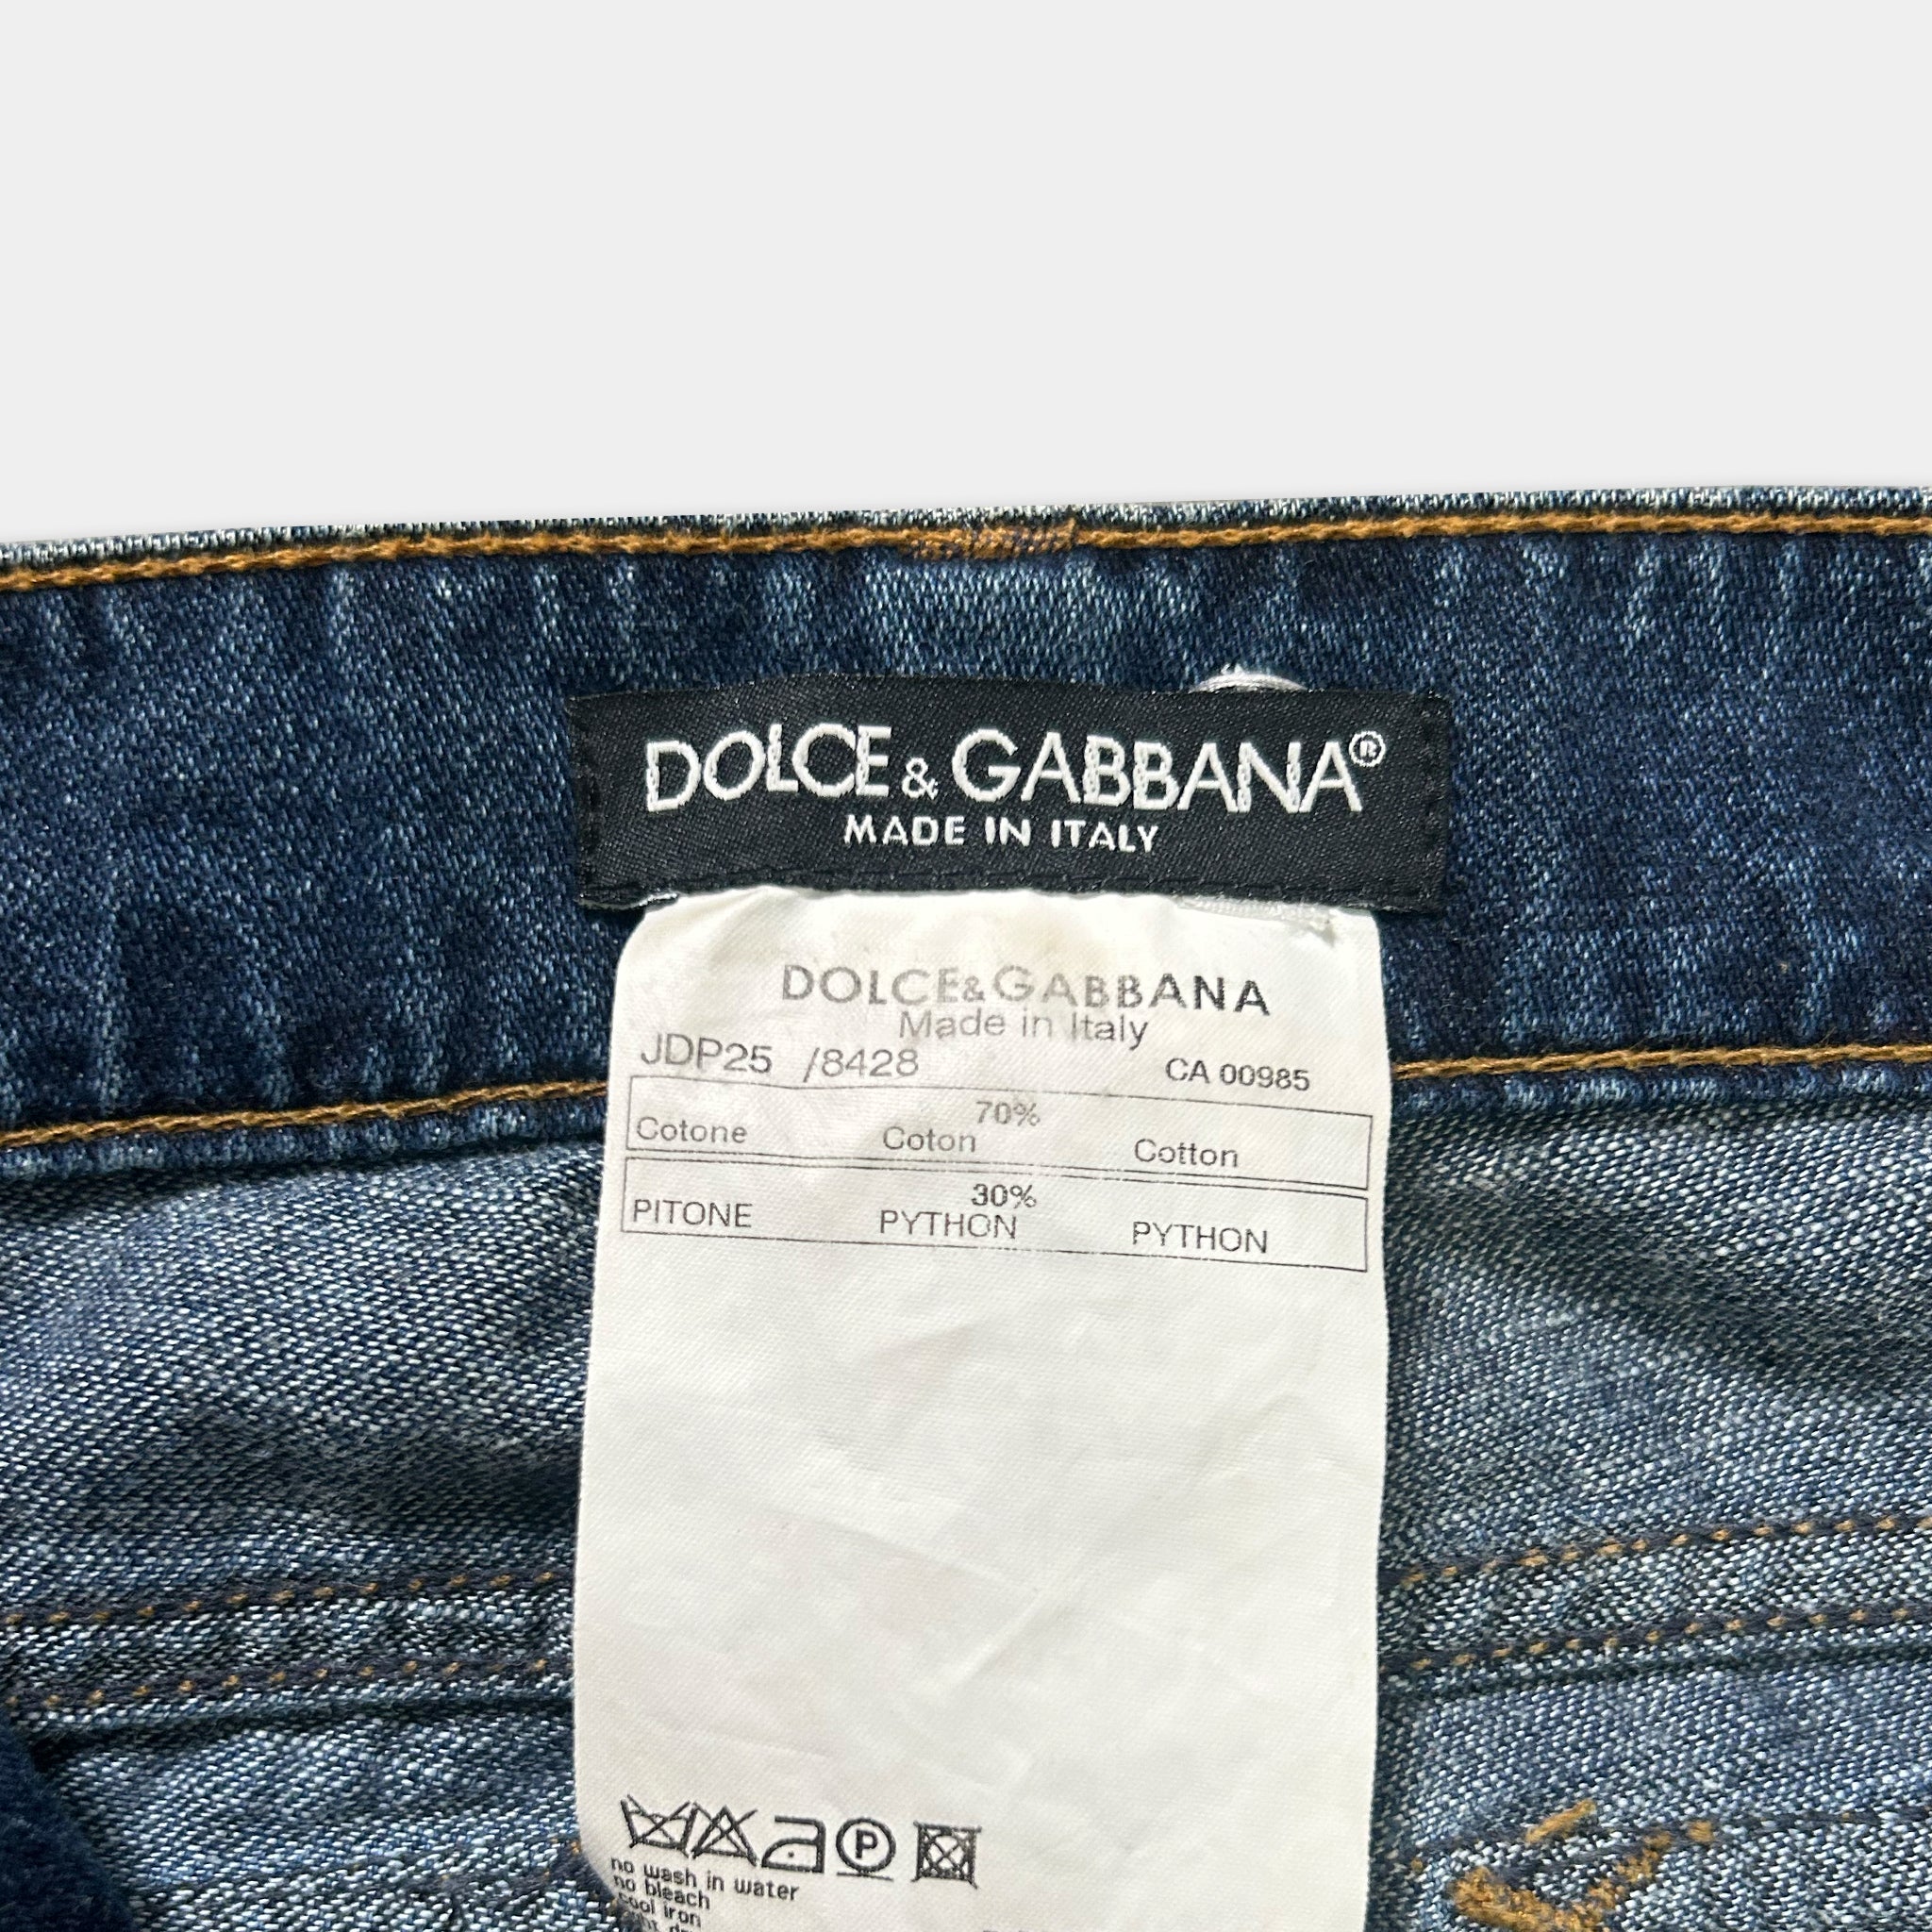 DOLCE & GABBANA®
MADE IN ITALY
DOLCE&GABBANA
Made in Italy
JDP25 /8428 CA 00985
70%
Cotone Coton Cotton
30%
PITONE PYTHON PYTHON
P
no wash in water
no bleach
cool iron